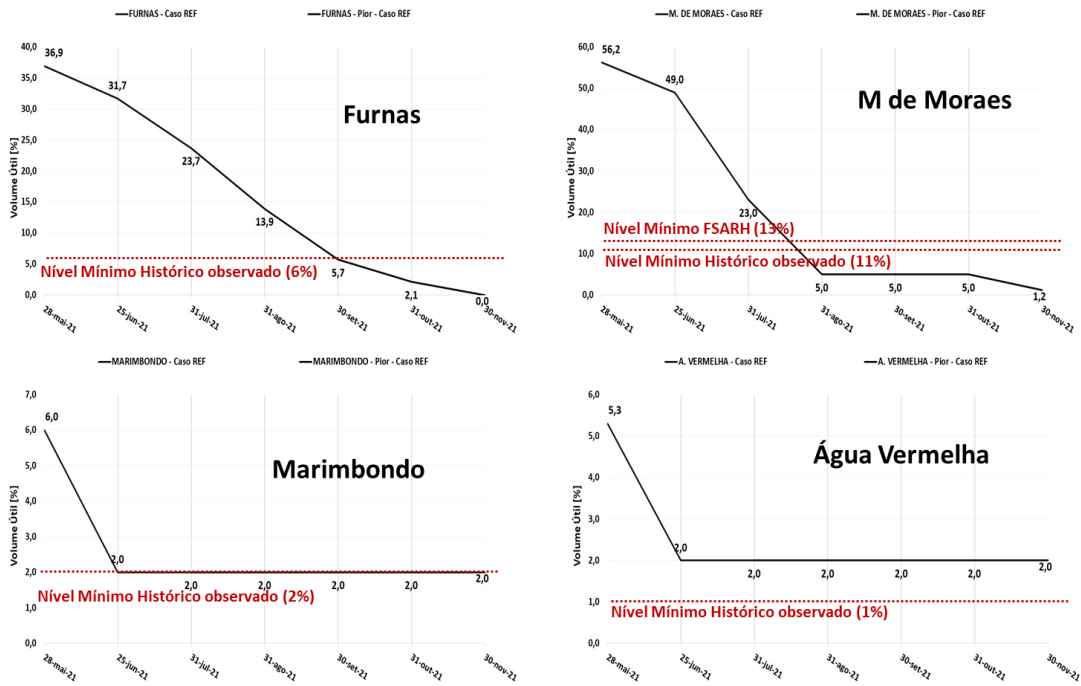 FURNAS - Caso REF
FURNAS - Pior - Caso REF
Volume Útil [%]
40,0
35,0
30,0
25,0
20,0
15,0
10,0
5,0
0,0
36,9
31,7
23,7
13,9
5,7
2,1
0,0
Furnas
Nível Mínimo Histórico observado (6%)
28-mai-21
25-jun-21
31-jul-21
31-ago-21
30-set-21
31-out-21
30-nov-21
M. DE MORAES - Caso REF
M. DE MORAES - Pior - Caso REF
Volume Útil [%]
60,0
50,0
40,0
30,0
20,0
10,0
0,0
56,2
49,0
23,0
5,0
5,0
5,0
1,2
M de Moraes
Nível Mínimo FSARH (13%)
Nível Mínimo Histórico observado (11%)
28-mai-21
25-jun-21
31-jul-21
31-ago-21
30-set-21
31-out-21
30-nov-21
MARIMBONDO - Caso REF
MARIMBONDO - Pior - Caso REF
Volume Útil [%]
7,0
6,0
5,0
4,0
3,0
2,0
1,0
0,0
6,0
2,0
2,0
2,0
2,0
2,0
2,0
Marimbondo
Nível Mínimo Histórico observado (2%)
28-mai-21
25-jun-21
31-jul-21
31-ago-21
30-set-21
31-out-21
30-nov-21
A. VERMELHA - Caso REF
A. VERMELHA - Pior - Caso REF
Volume Útil [%]
6,0
5,0
4,0
3,0
2,0
1,0
0,0
5,3
2,0
2,0
2,0
2,0
2,0
2,0
Água Vermelha
Nível Mínimo Histórico observado (1%)
28-mai-21
25-jun-21
31-jul-21
31-ago-21
30-set-21
31-out-21
30-nov-21